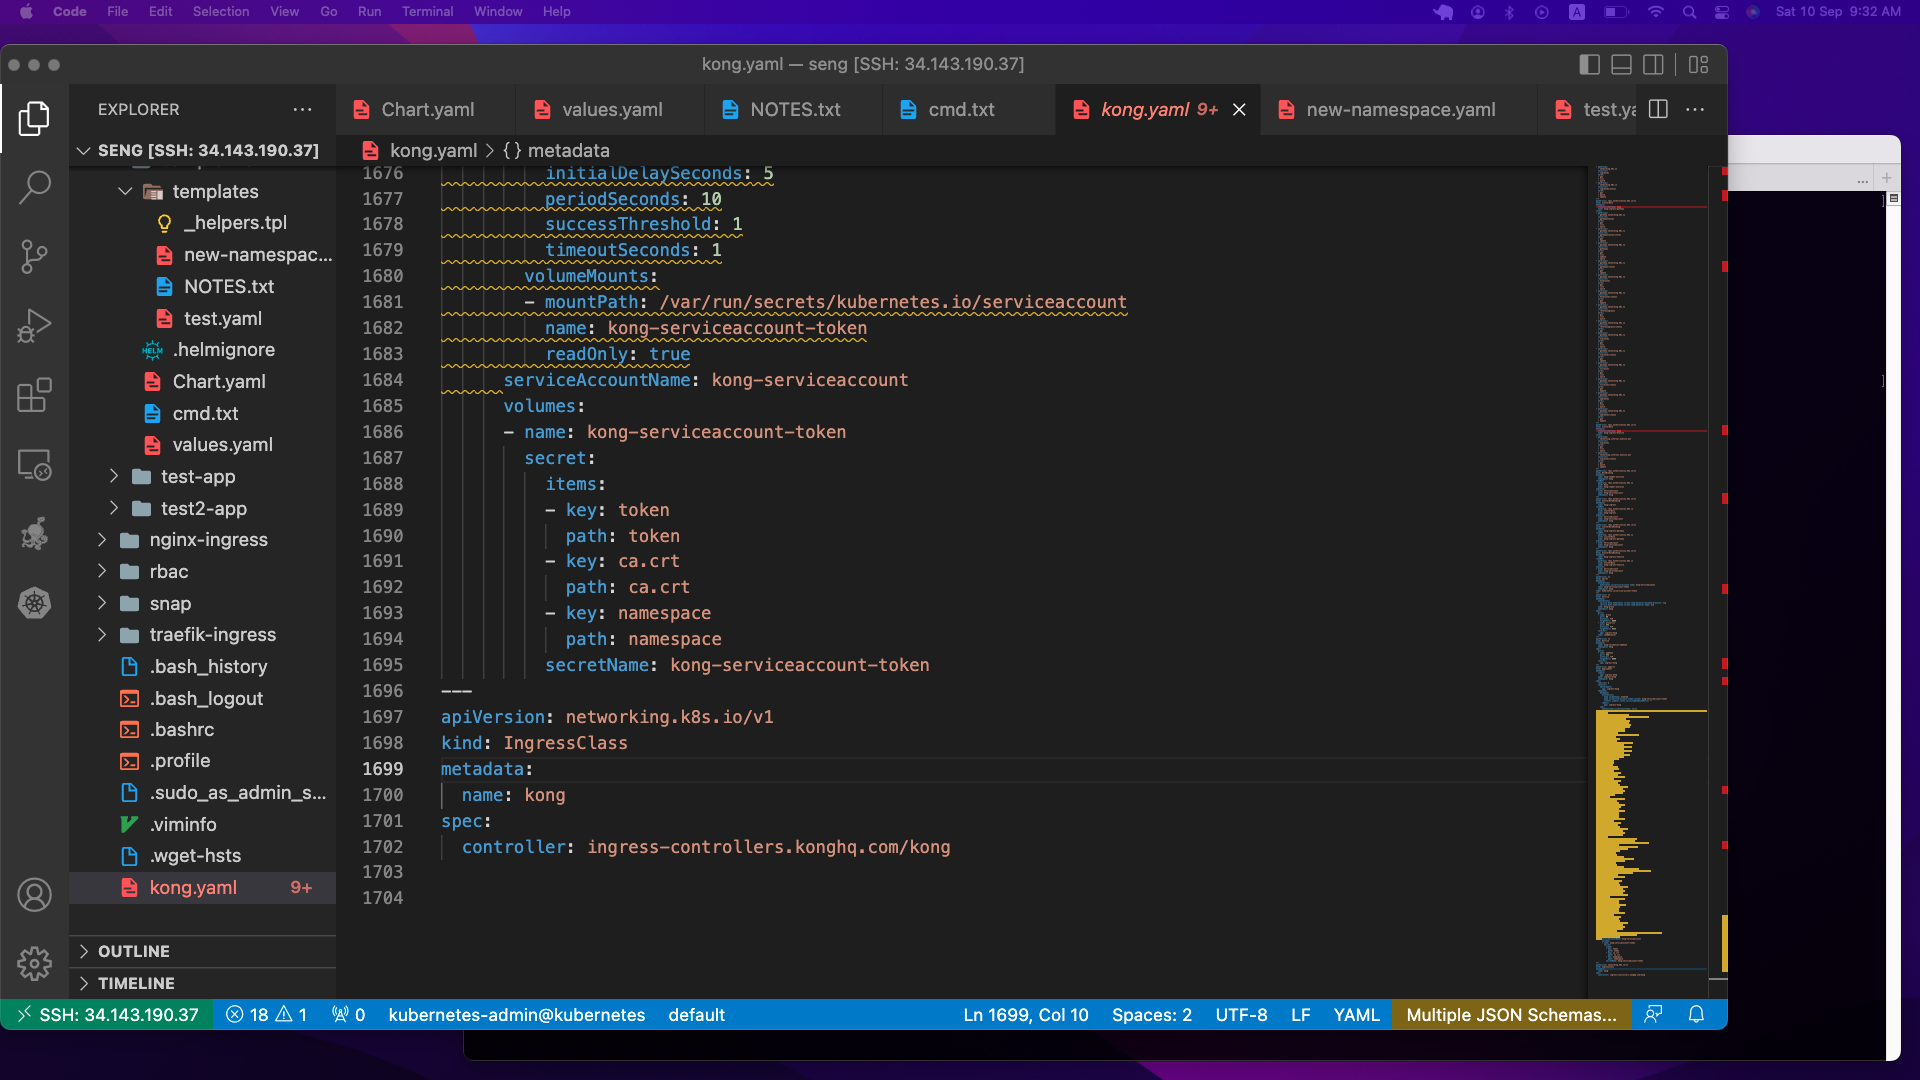 Code File Edit Selection View Go Run Terminal Window Help
A
Sat 10 Sep 9:32 AM
kong.yaml — seng [SSH: 34.143.190.37]
EXPLORER
Chart.yaml
values.yaml
NOTES.txt
cmd.txt
kong.yaml 9+
new-namespace.yaml
test.ya
SENG [SSH: 34.143.190.37]
kong.yaml > {} metadata
templates
_helpers.tpl
new-namespac...
NOTES.txt
test.yaml
.helmignore
Chart.yaml
cmd.txt
values.yaml
test-app
test2-app
nginx-ingress
rbac
snap
traefik-ingress
.bash_history
.bash_logout
.bashrc
.profile
.sudo_as_admin_s...
.viminfo
.wget-hsts
kong.yaml 9+
OUTLINE
TIMELINE
1676 initialDelaySeconds: 5
1677 periodSeconds: 10
1678 successThreshold: 1
1679 timeoutSeconds: 1
1680 volumeMounts:
1681 - mountPath: /var/run/secrets/kubernetes.io/serviceaccount
1682 name: kong-serviceaccount-token
1683 readOnly: true
1684 serviceAccountName: kong-serviceaccount
1685 volumes:
1686 - name: kong-serviceaccount-token
1687 secret:
1688 items:
1689 - key: token
1690 path: token
1691 - key: ca.crt
1692 path: ca.crt
1693 - key: namespace
1694 path: namespace
1695 secretName: kong-serviceaccount-token
1696 ---
1697 apiVersion: networking.k8s.io/v1
1698 kind: IngressClass
1699 metadata:
1700 name: kong
1701 spec:
1702 controller: ingress-controllers.konghq.com/kong
1703
1704
SSH: 34.143.190.37 18 1 0 kubernetes-admin@kubernetes default Ln 1699, Col 10 Spaces: 2 UTF-8 LF YAML Multiple JSON Schemas...